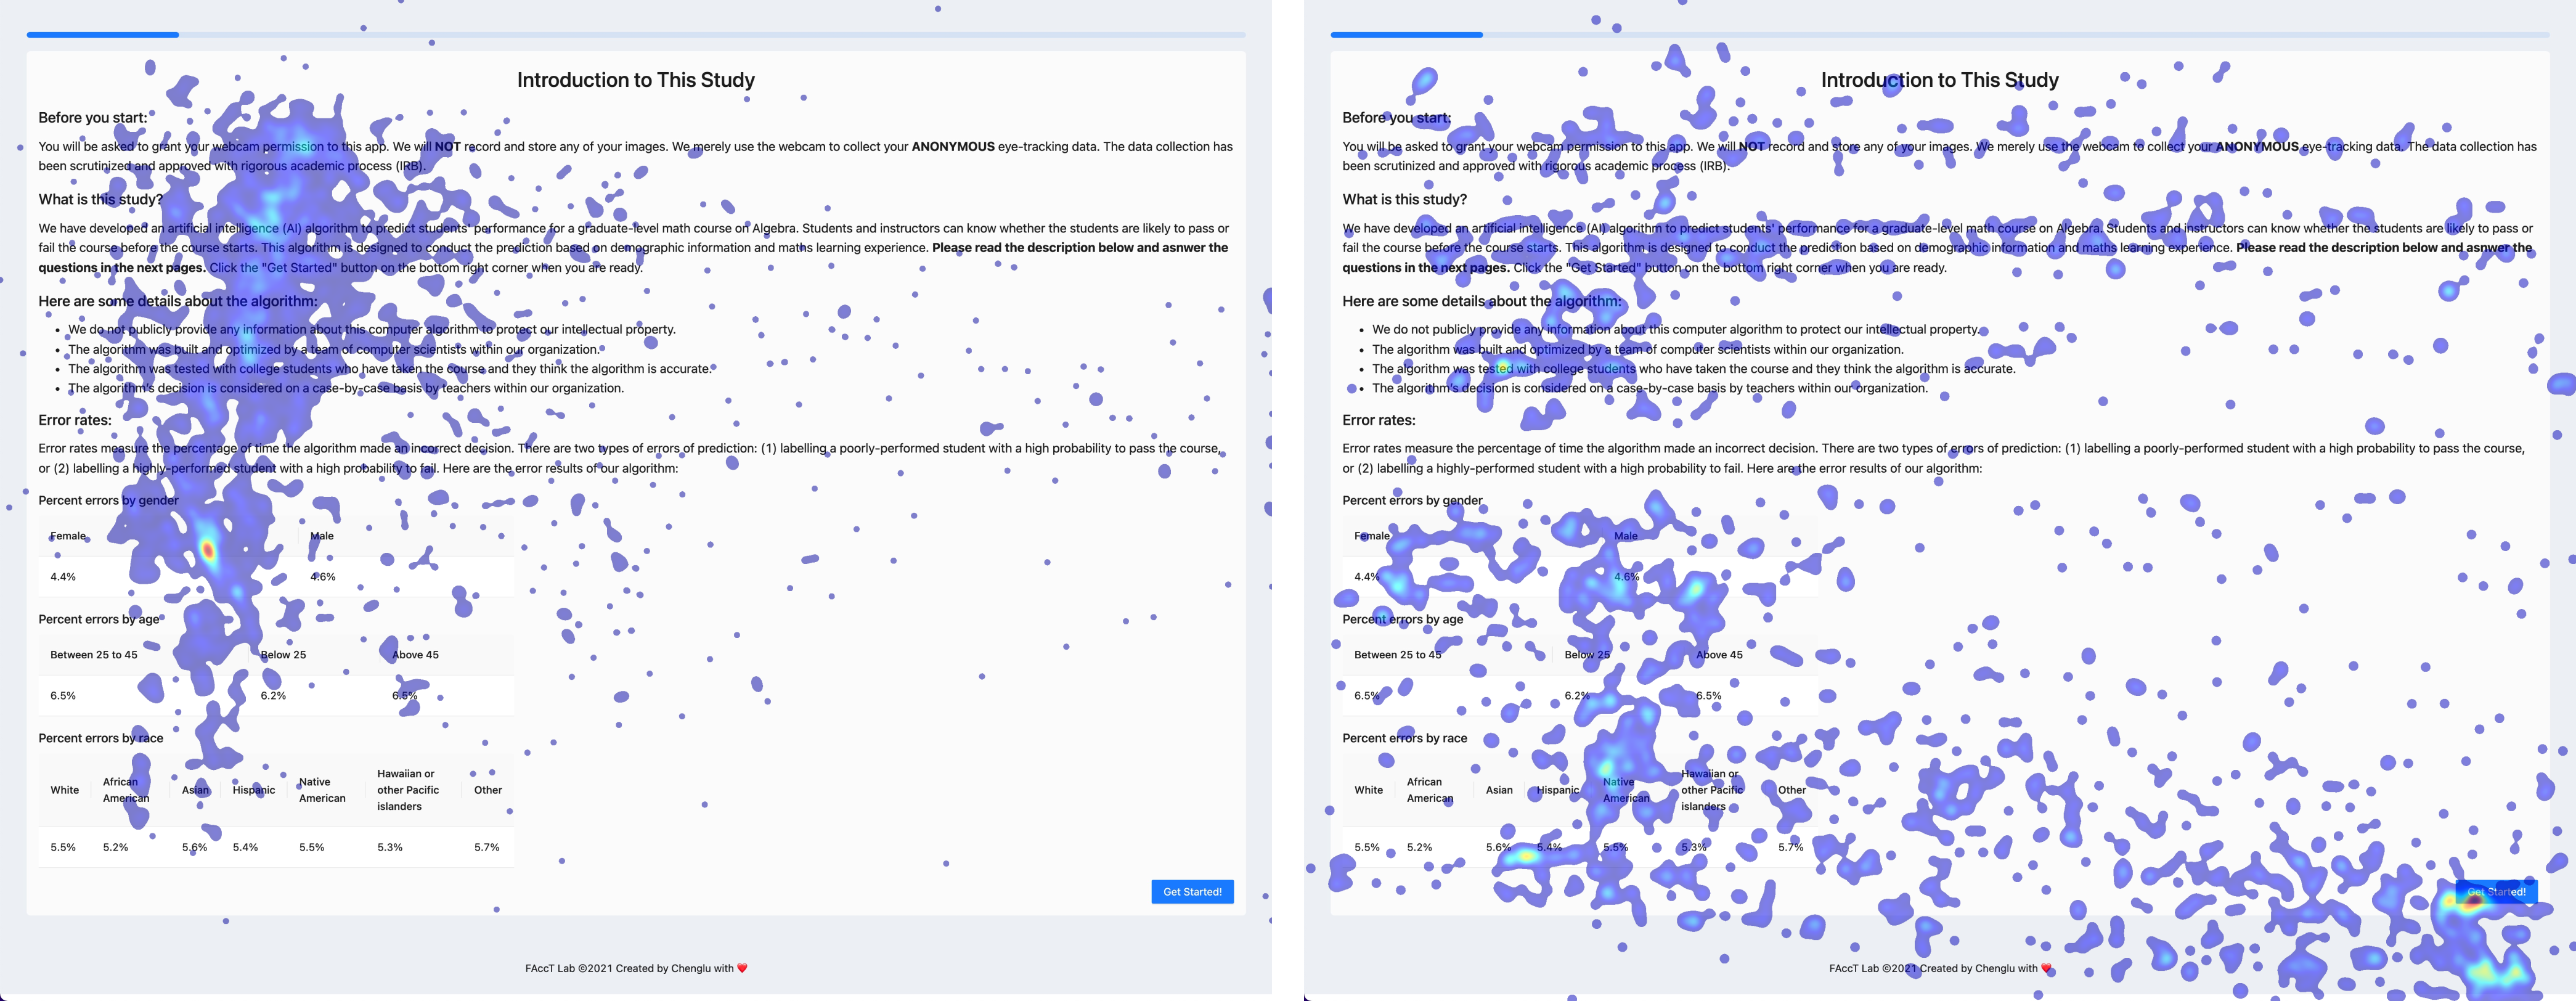 Introduction to This Study
Before you start:
You will be asked to grant your webcam permission to this app. We will NOT record and store any of your images. We merely use the webcam to collect your ANONYMOUS eye-tracking data. The data collection has
been scrutinized and approved with rigorous academic process (IRB).
What is this study?
We have developed an artificial intelligence (AI) algorithm to predict students' performance for a graduate-level math course on Algebra. Students and instructors can know whether the students are likely to pass or
fail the course before the course starts. This algorithm is designed to conduct the prediction based on demographic information and maths learning experience. Please read the description below and asnwer the
questions in the next pages. Click the "Get Started" button on the bottom right corner when you are ready.
Here are some details about the algorithm:
• We do not publicly provide any information about this computer algorithm to protect our intellectual property.
• The algorithm was built and optimized by a team of computer scientists within our organization.
• The algorithm was tested with college students who have taken the course and they think the algorithm is accurate.
• The algorithm's decision is considered on a case-by-case basis by teachers within our organization.
Error rates:
Error rates measure the percentage of time the algorithm made an incorrect decision. There are two types of errors of prediction: (1) labelling a poorly-performed student with a high probability to pass the course,
or (2) labelling a highly-performed student with a high probability to fail. Here are the error results of our algorithm:
Percent errors by gender
Female Male
4.4% 4.6%
Percent errors by age
Between 25 to 45 Below 25 Above 45
6.5% 6.2% 6.5%
Percent errors by race
White African American Asian Hispanic Native American Hawaiian or other Pacific islanders Other
5.5% 5.2% 5.6% 5.4% 5.5% 5.3% 5.7%
Get Started!
FAccT Lab ©2021 Created by Chenglu with ❤️
Introduction to This Study
Before you start:
You will be asked to grant your webcam permission to this app. We will NOT record and store any of your images. We merely use the webcam to collect your ANONYMOUS eye-tracking data. The data collection has
been scrutinized and approved with rigorous academic process (IRB).
What is this study?
We have developed an artificial intelligence (AI) algorithm to predict students' performance for a graduate-level math course on Algebra. Students and instructors can know whether the students are likely to pass or
fail the course before the course starts. This algorithm is designed to conduct the prediction based on demographic information and maths learning experience. Please read the description below and asnwer the
questions in the next pages. Click the "Get Started" button on the bottom right corner when you are ready.
Here are some details about the algorithm:
• We do not publicly provide any information about this computer algorithm to protect our intellectual property.
• The algorithm was built and optimized by a team of computer scientists within our organization.
• The algorithm was tested with college students who have taken the course and they think the algorithm is accurate.
• The algorithm's decision is considered on a case-by-case basis by teachers within our organization.
Error rates:
Error rates measure the percentage of time the algorithm made an incorrect decision. There are two types of errors of prediction: (1) labelling a poorly-performed student with a high probability to pass the course,
or (2) labelling a highly-performed student with a high probability to fail. Here are the error results of our algorithm:
Percent errors by gender
Female Male
4.4% 4.6%
Percent errors by age
Between 25 to 45 Below 25 Above 45
6.5% 6.2% 6.5%
Percent errors by race
White African American Asian Hispanic Native American Hawaiian or other Pacific islanders Other
5.5% 5.2% 5.6% 5.4% 5.5% 5.3% 5.7%
Get Started!
FAccT Lab ©2021 Created by Chenglu with ❤️